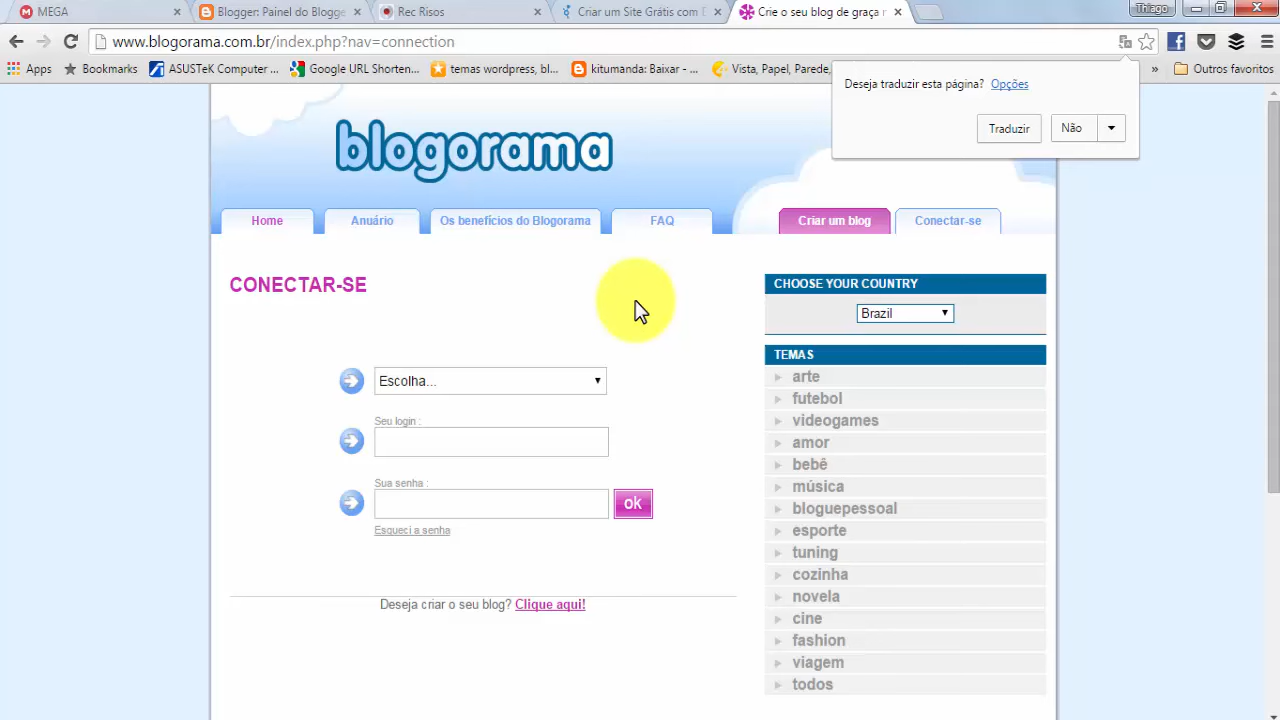 MEGA
Blogger: Painel do Blogge
Rec Risos
Criar um Site Grátis com D
Crie o seu blog de graça r
Thiago
www.blogorama.com.br/index.php?nav=connection
Apps
Bookmarks
ASUSTeK Computer ...
Google URL Shorten...
temas wordpress, bl...
kitumanda: Baixar - ...
Vista, Papel, Parede,
»
Outros favoritos
Deseja traduzir esta página? Opções
Traduzir
Não
blogorama
Home
Anuário
Os benefícios do Blogorama
FAQ
Criar um blog
Conectar-se
CONECTAR-SE
Escolha...
Seu login :
Sua senha :
ok
Esqueci a senha
Deseja criar o seu blog? Clique aqui!
CHOOSE YOUR COUNTRY
Brazil
TEMAS
arte
futebol
videogames
amor
bebê
música
bloguepessoal
esporte
tuning
cozinha
novela
cine
fashion
viagem
todos